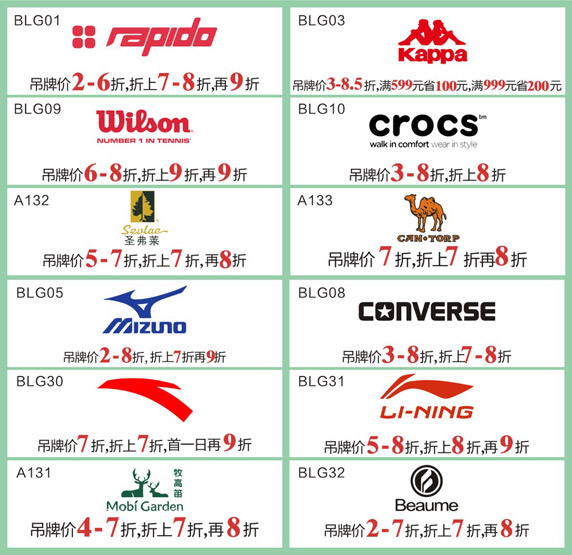 BLG01
rapido
吊牌价2-6折,折上7-8折,再9折
BLG03
Kappa
吊牌价3-8.5折,满599元省100元,满999元省200元
BLG09
Wilson
NUMBER 1 IN TENNIS
吊牌价6-8折,折上9折,再9折
BLG10
crocs™
walk in comfort wear in style
吊牌价3-8折,折上8折
A132
Sevlae
圣弗莱
吊牌价5-7折,折上7折,再8折
A133
CAN·TORP
吊牌价7折,折上7折再8折
BLG05
MIZUNO
吊牌价2-8折,折上7折再9折
BLG08
CONVERSE
吊牌价3-8折,折上7-8折
BLG30
吊牌价7折,折上7折,首一日再9折
BLG31
LI-NING
吊牌价5-8折,折上8折,再9折
A131
牧高笛
Mobi Garden
吊牌价4-7折,折上7折,再8折
BLG32
Beaume
吊牌价2-7折,折上7折,再8折